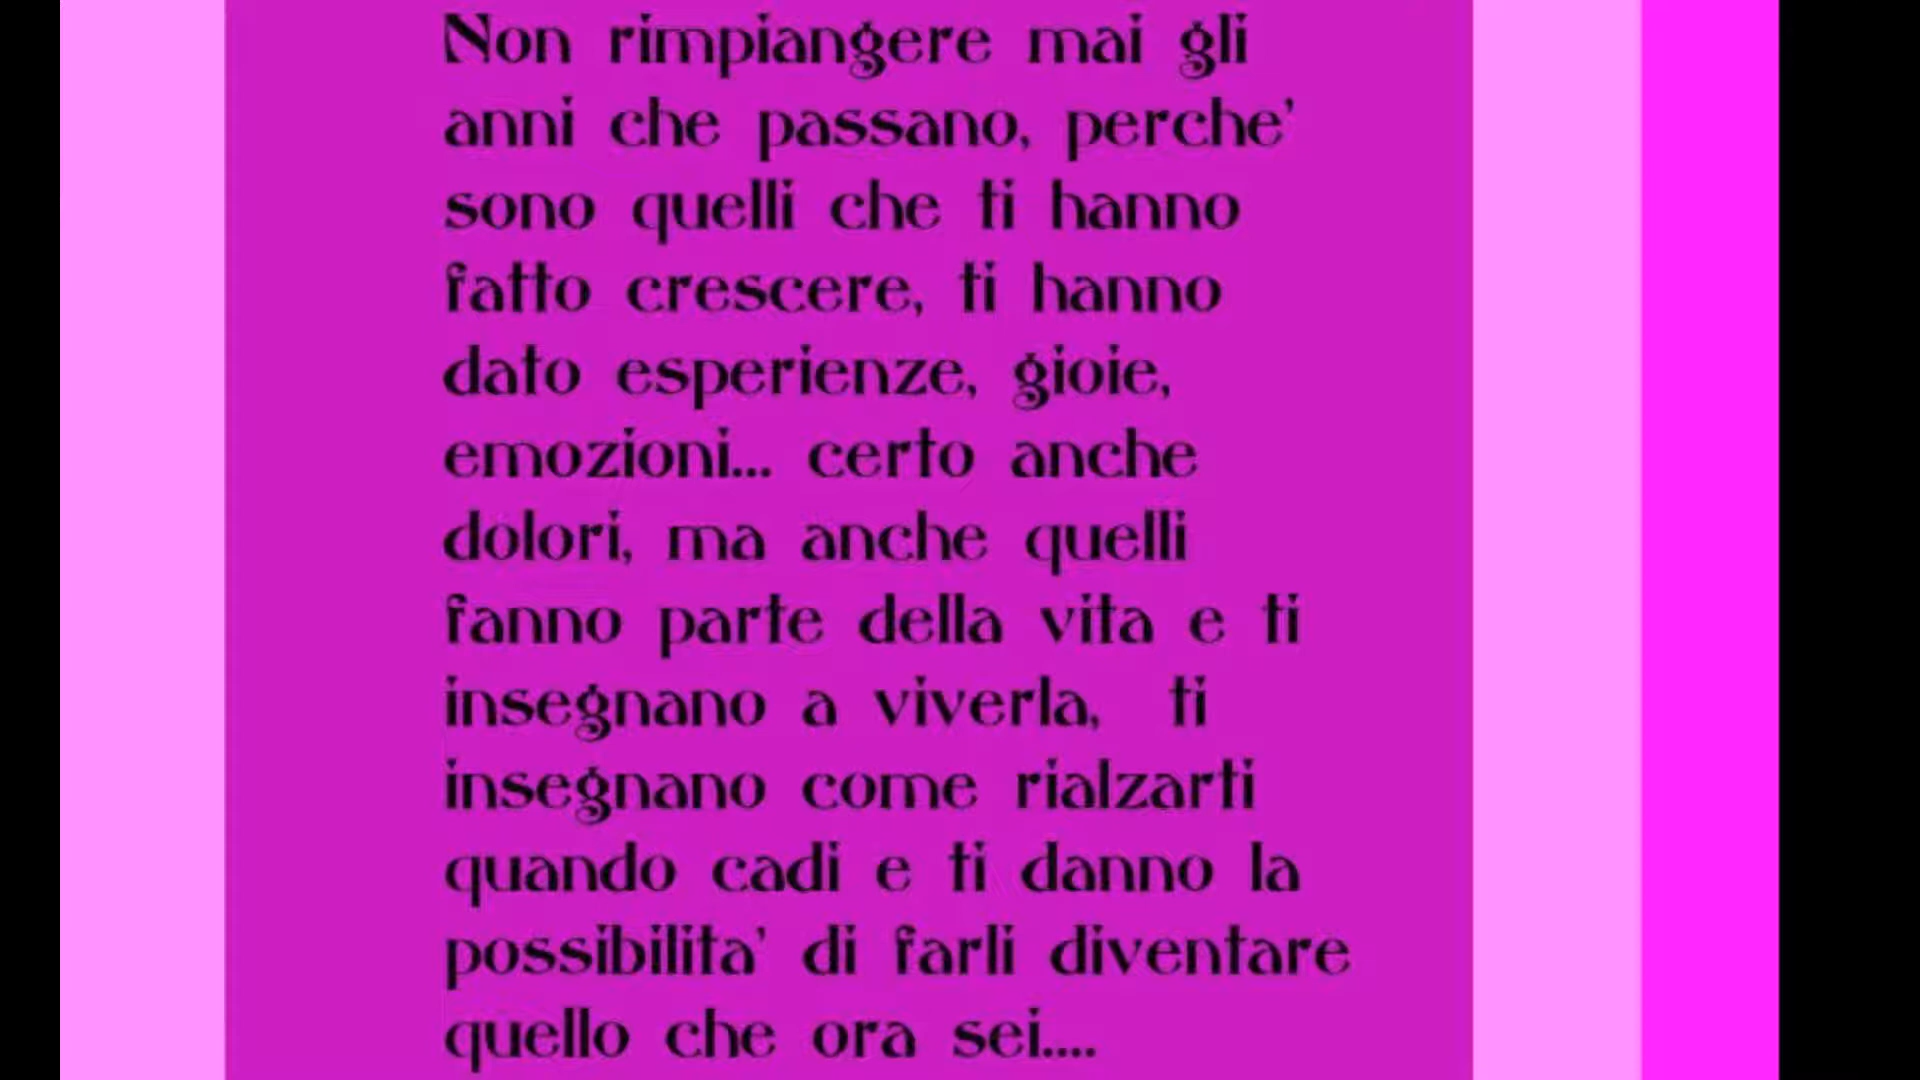 Non rimpiangere mai gli
anni che passano, perche'
sono quelli che ti hanno
fatto crescere, ti hanno
dato esperienze, gioie,
emozioni... certo anche
dolori, ma anche quelli
fanno parte della vita e ti
insegnano a viverla, ti
insegnano come rialzarti
quando cadi e ti danno la
possibilita' di farli diventare
quello che ora sei....